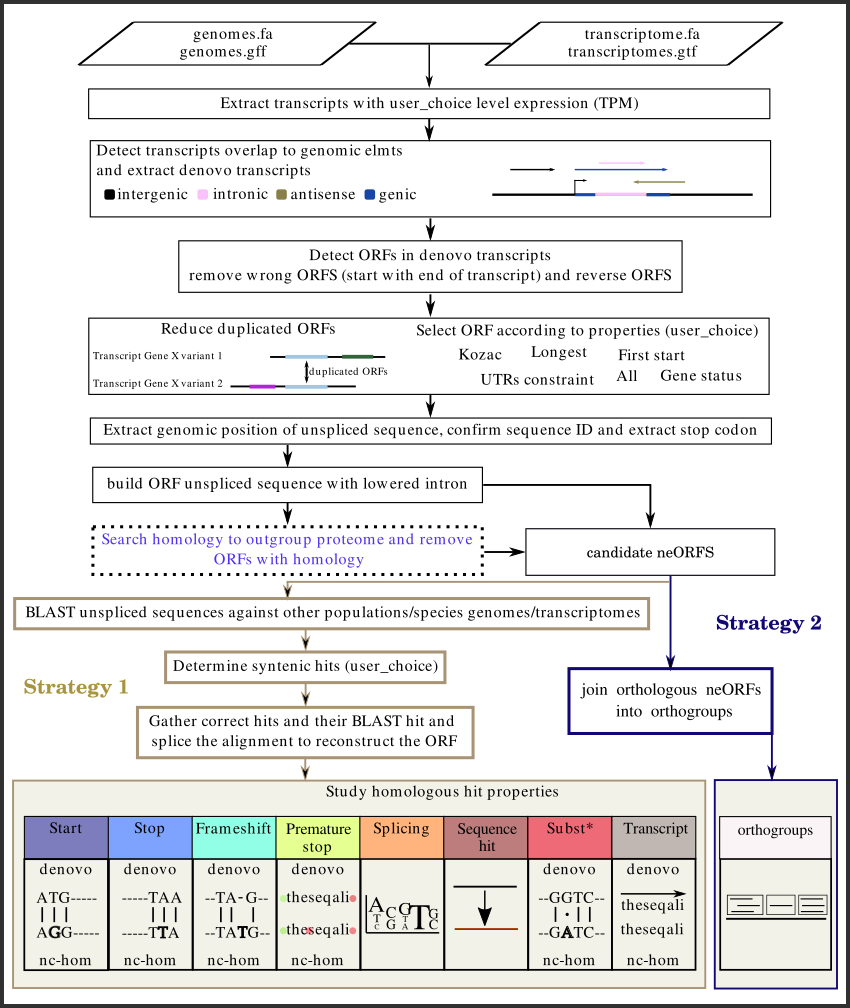 genomes.fa
genomes.gff
transcriptome.fa
transcriptomes.gtf
Extract transcripts with user_choice level expression (TPM)
Detect transcripts overlap to genomic elmts
and extract denovo transcripts
intergenic intronic antisense genic
Detect ORFs in denovo transcripts
remove wrong ORFS (start with end of transcript) and reverse ORFS
Reduce duplicated ORFs
Transcript Gene X variant 1
duplicated ORFs
Transcript Gene X variant 2
Select ORF according to properties (user_choice)
Kozac Longest First start
UTRs constraint All Gene status
Extract genomic position of unspliced sequence, confirm sequence ID and extract stop codon
build ORF unspliced sequence with lowered intron
Search homology to outgroup proteome and remove
ORFs with homology
candidate neORFS
BLAST unspliced sequences against other populations/species genomes/transcriptomes
Strategy 2
Determine syntenic hits (user_choice)
Strategy 1
join orthologous neORFs
into orthogroups
Gather correct hits and their BLAST hit and
splice the alignment to reconstruct the ORF
Study homologous hit properties
Start
denovo
ATG-----
AGG-----
nc-hom
Stop
denovo
-----TAA
-----TTA
nc-hom
Frameshift
denovo
--TA-G--
--TATG--
nc-hom
Premature
stop
denovo
theseqali
theseqali
nc-hom
Splicing
A C G T G
T G A C
C
Sequence
hit
Subst*
denovo
--GGTC--
--GATC--
nc-hom
Transcript
denovo
theseqali
theseqali
nc-hom
orthogroups